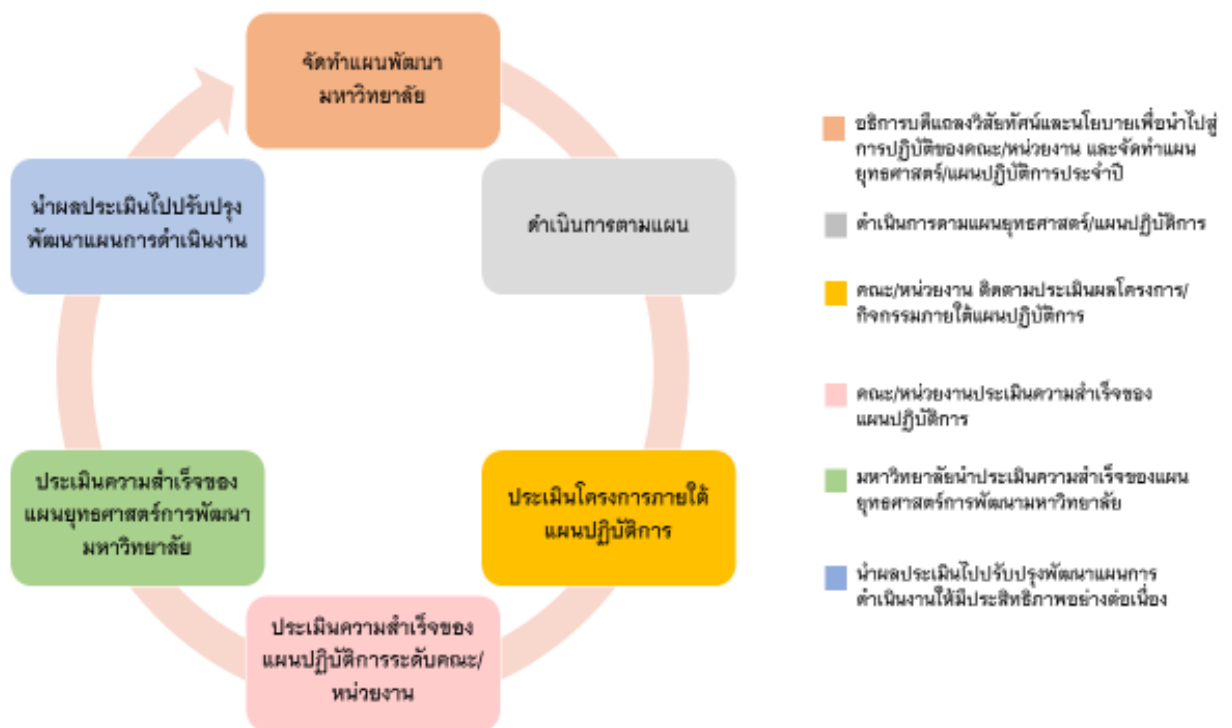 จัดทำแผนพัฒนา
มหาวิทยาลัย
ดำเนินการตามแผน
ประเมินโครงการภายใต้
แผนปฏิบัติการ
ประเมินความสำเร็จของ
แผนปฏิบัติการระดับคณะ/
หน่วยงาน
ประเมินความสำเร็จของ
แผนยุทธศาสตร์การพัฒนา
มหาวิทยาลัย
นำผลประเมินไปปรับปรุง
พัฒนาแผนการดำเนินงาน
อธิการบดีแถลงวิสัยทัศน์และนโยบายเพื่อนำไปสู่
การปฏิบัติของคณะ/หน่วยงาน และจัดทำแผน
ยุทธศาสตร์/แผนปฏิบัติการประจำปี
ดำเนินการตามแผนยุทธศาสตร์/แผนปฏิบัติการ
คณะ/หน่วยงาน ติดตามประเมินผลโครงการ/
กิจกรรมภายใต้แผนปฏิบัติการ
คณะ/หน่วยงานประเมินความสำเร็จของ
แผนปฏิบัติการ
มหาวิทยาลัยนำประเมินความสำเร็จของแผน
ยุทธศาสตร์การพัฒนามหาวิทยาลัย
นำผลประเมินไปปรับปรุงพัฒนาแผนการ
ดำเนินงานให้มีประสิทธิภาพอย่างต่อเนื่อง